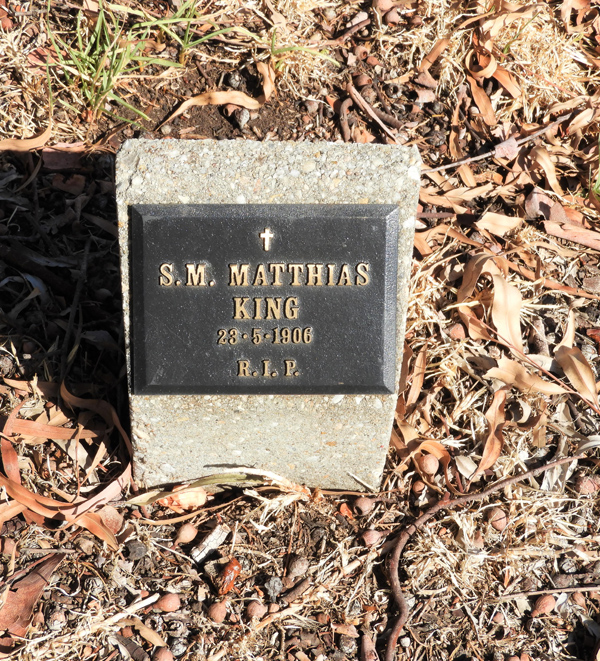 S.M. MATTHIAS
KING
23·5·1906
R.I.P.